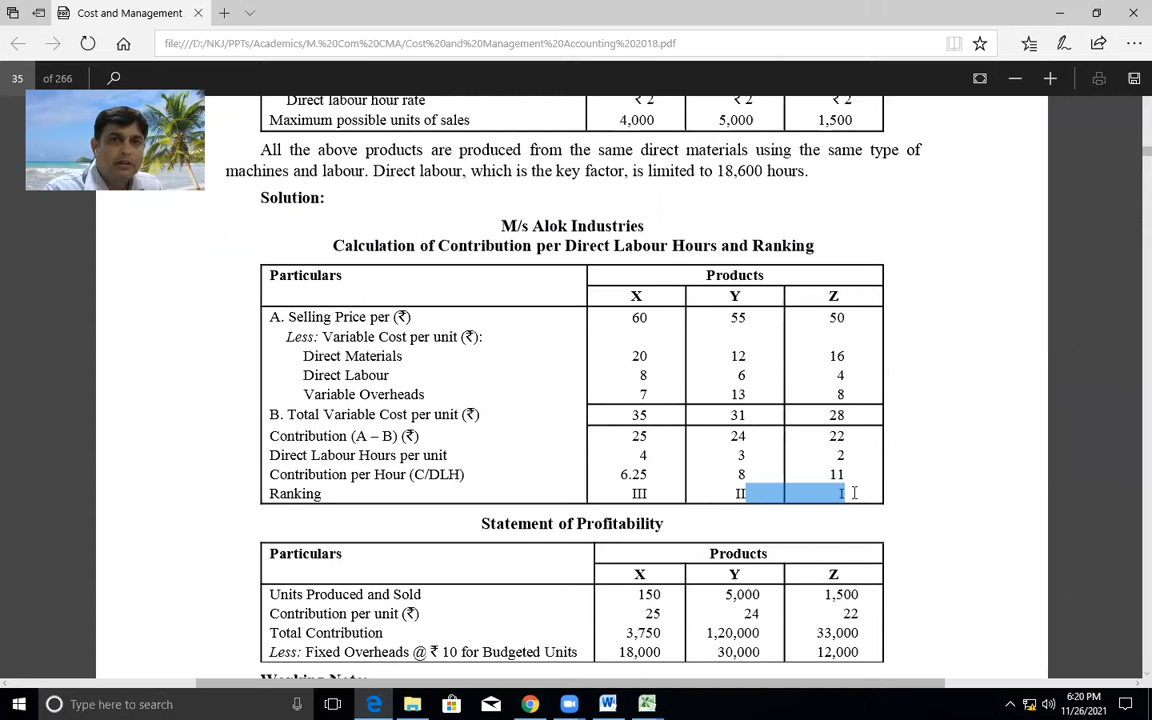 Cost and Management
file:///D:/NKJ/PPTs/Academics/M.%20Com%20CMA/Cost%20and%20Management%20Accounting%202018.pdf
35 of 266
Direct labour hour rate ₹ 2 ₹ 2 ₹ 2
Maximum possible units of sales 4,000 5,000 1,500
All the above products are produced from the same direct materials using the same type of
machines and labour. Direct labour, which is the key factor, is limited to 18,600 hours.
Solution:
M/s Alok Industries
Calculation of Contribution per Direct Labour Hours and Ranking
Particulars Products
X Y Z
A. Selling Price per (₹) 60 55 50
Less: Variable Cost per unit (₹):
Direct Materials 20 12 16
Direct Labour 8 6 4
Variable Overheads 7 13 8
B. Total Variable Cost per unit (₹) 35 31 28
Contribution (A – B) (₹) 25 24 22
Direct Labour Hours per unit 4 3 2
Contribution per Hour (C/DLH) 6.25 8 11
Ranking III II I
Statement of Profitability
Particulars Products
X Y Z
Units Produced and Sold 150 5,000 1,500
Contribution per unit (₹) 25 24 22
Total Contribution 3,750 1,20,000 33,000
Less: Fixed Overheads @ ₹ 10 for Budgeted Units 18,000 30,000 12,000
Working Note:
Type here to search
6:20 PM
11/26/2021